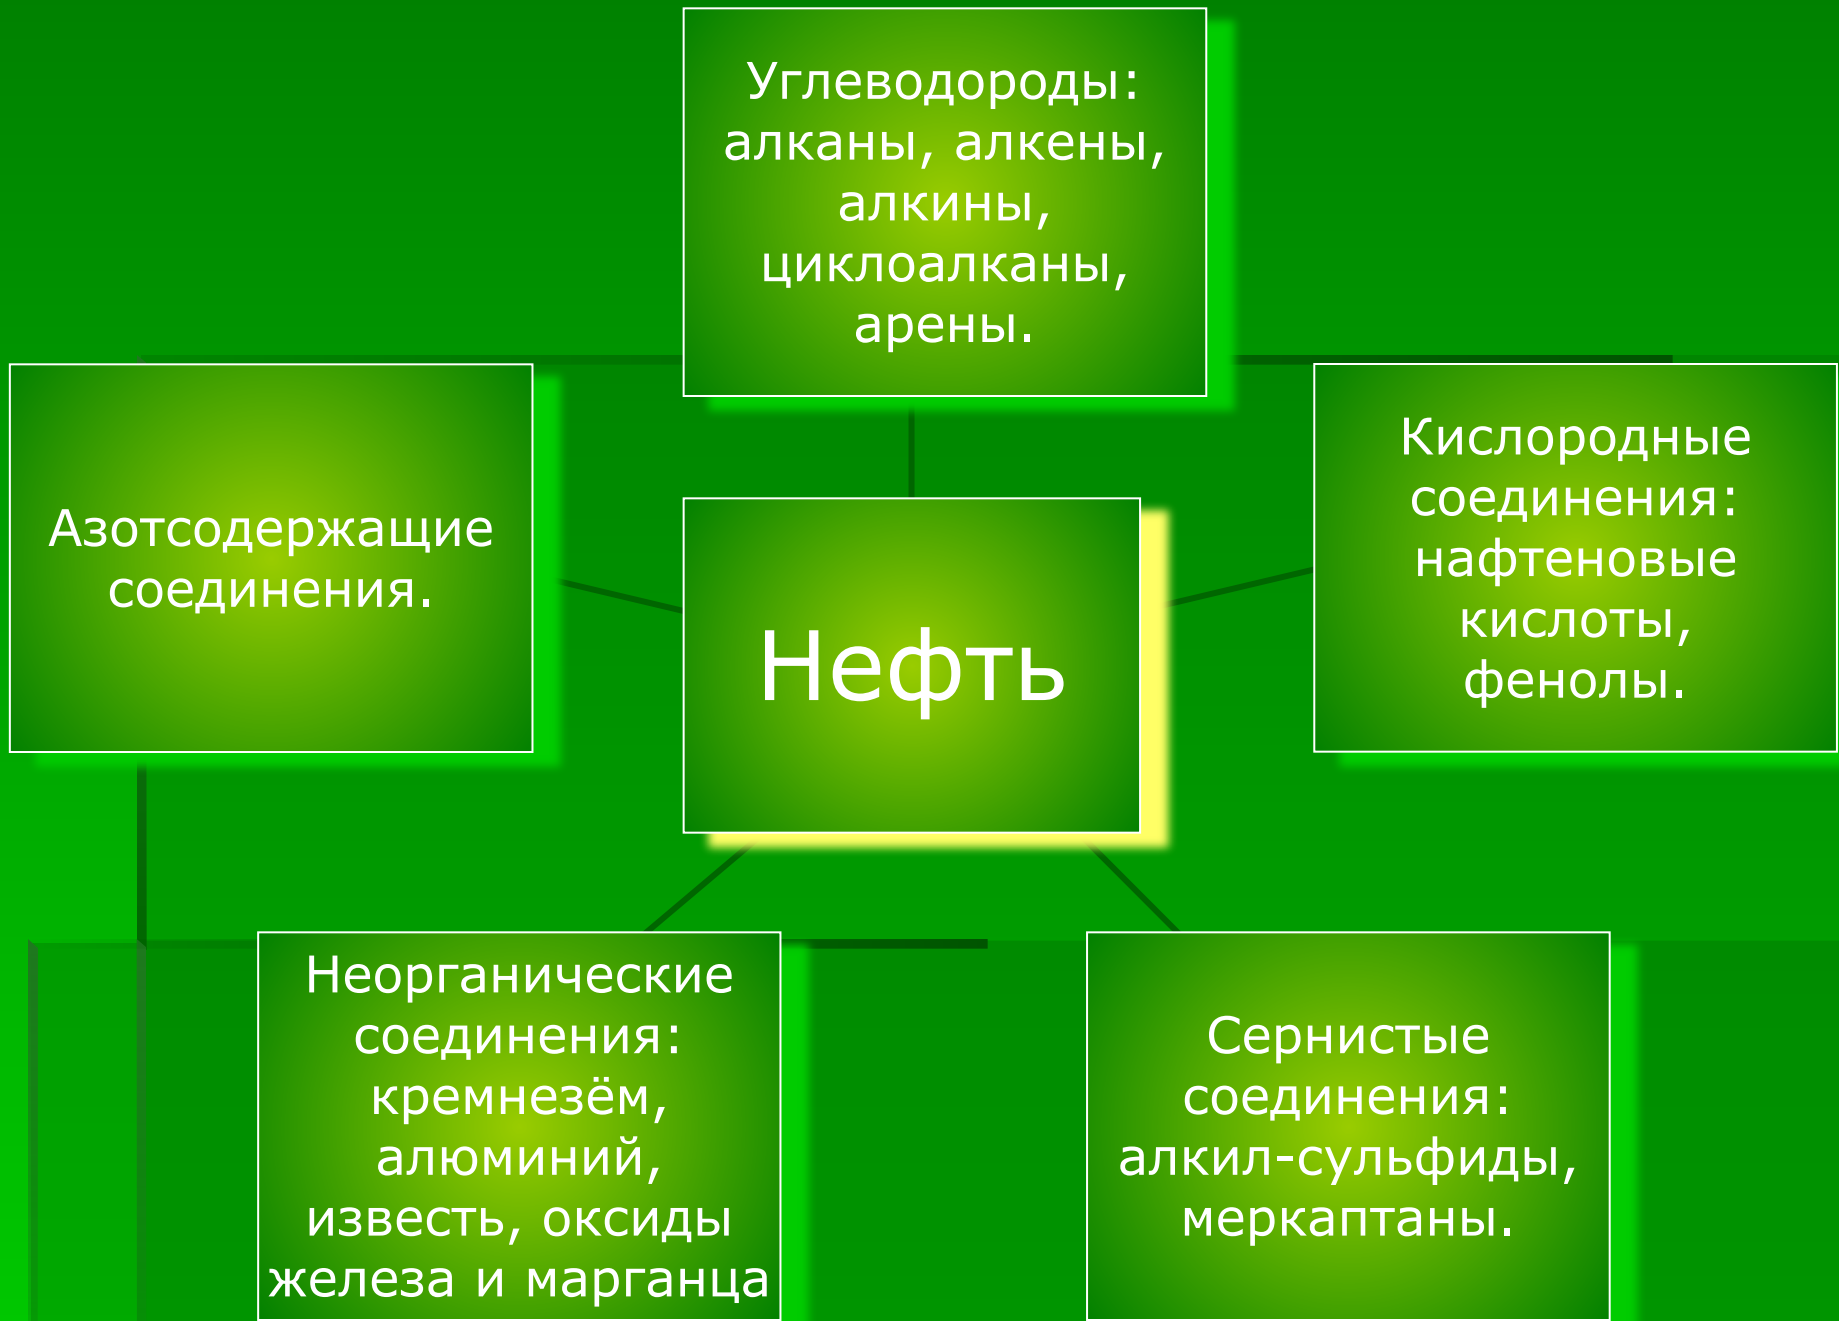 Углеводороды:
алканы, алкены,
алкины,
циклоалканы,
арены.
Азотсодержащие
соединения.
Нефть
Кислородные
соединения:
нафтеновые
кислоты,
фенолы.
Неорганические
соединения:
кремнезём,
алюминий,
известь, оксиды
железа и марганца
Сернистые
соединения:
алкил-сульфиды,
меркаптаны.